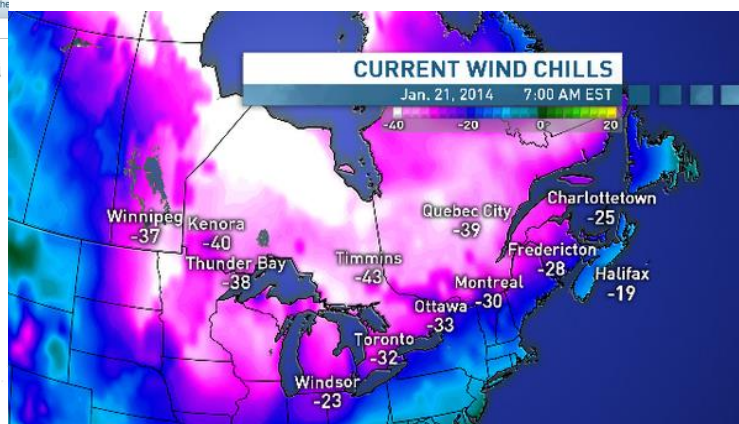 he
CURRENT WIND CHILLS
Jan. 21, 2014 7:00 AM EST
-40 -20 0° 20
Winnipeg
-37
Kenora
-40
Thunder Bay
-38
Timmins
-43
Quebec City
-39
Charlottetown
-25
Fredericton
-28
Halifax
-19
Montreal
-30
Ottawa
-33
Toronto
-32
Windsor
-23